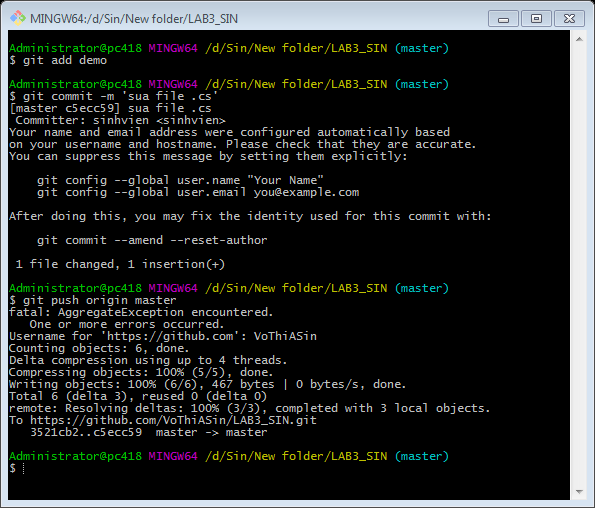 MINGW64:/d/Sin/New folder/LAB3_SIN
Administrator@pc418 MINGW64 /d/Sin/New folder/LAB3_SIN (master)
$ git add demo
Administrator@pc418 MINGW64 /d/Sin/New folder/LAB3_SIN (master)
$ git commit -m 'sua file .cs'
[master c5ecc59] sua file .cs
Committer: sinhvien <sinhvien>
Your name and email address were configured automatically based
on your username and hostname. Please check that they are accurate.
You can suppress this message by setting them explicitly:
git config --global user.name "Your Name"
git config --global user.email you@example.com
After doing this, you may fix the identity used for this commit with:
git commit --amend --reset-author
1 file changed, 1 insertion(+)
Administrator@pc418 MINGW64 /d/Sin/New folder/LAB3_SIN (master)
$ git push origin master
fatal: AggregateException encountered.
One or more errors occurred.
Username for 'https://github.com': VoThiASin
Counting objects: 6, done.
Delta compression using up to 4 threads.
Compressing objects: 100% (5/5), done.
Writing objects: 100% (6/6), 467 bytes | 0 bytes/s, done.
Total 6 (delta 3), reused 0 (delta 0)
remote: Resolving deltas: 100% (3/3), completed with 3 local objects.
To https://github.com/VoThiASin/LAB3_SIN.git
3521cb2..c5ecc59  master -> master
Administrator@pc418 MINGW64 /d/Sin/New folder/LAB3_SIN (master)
$